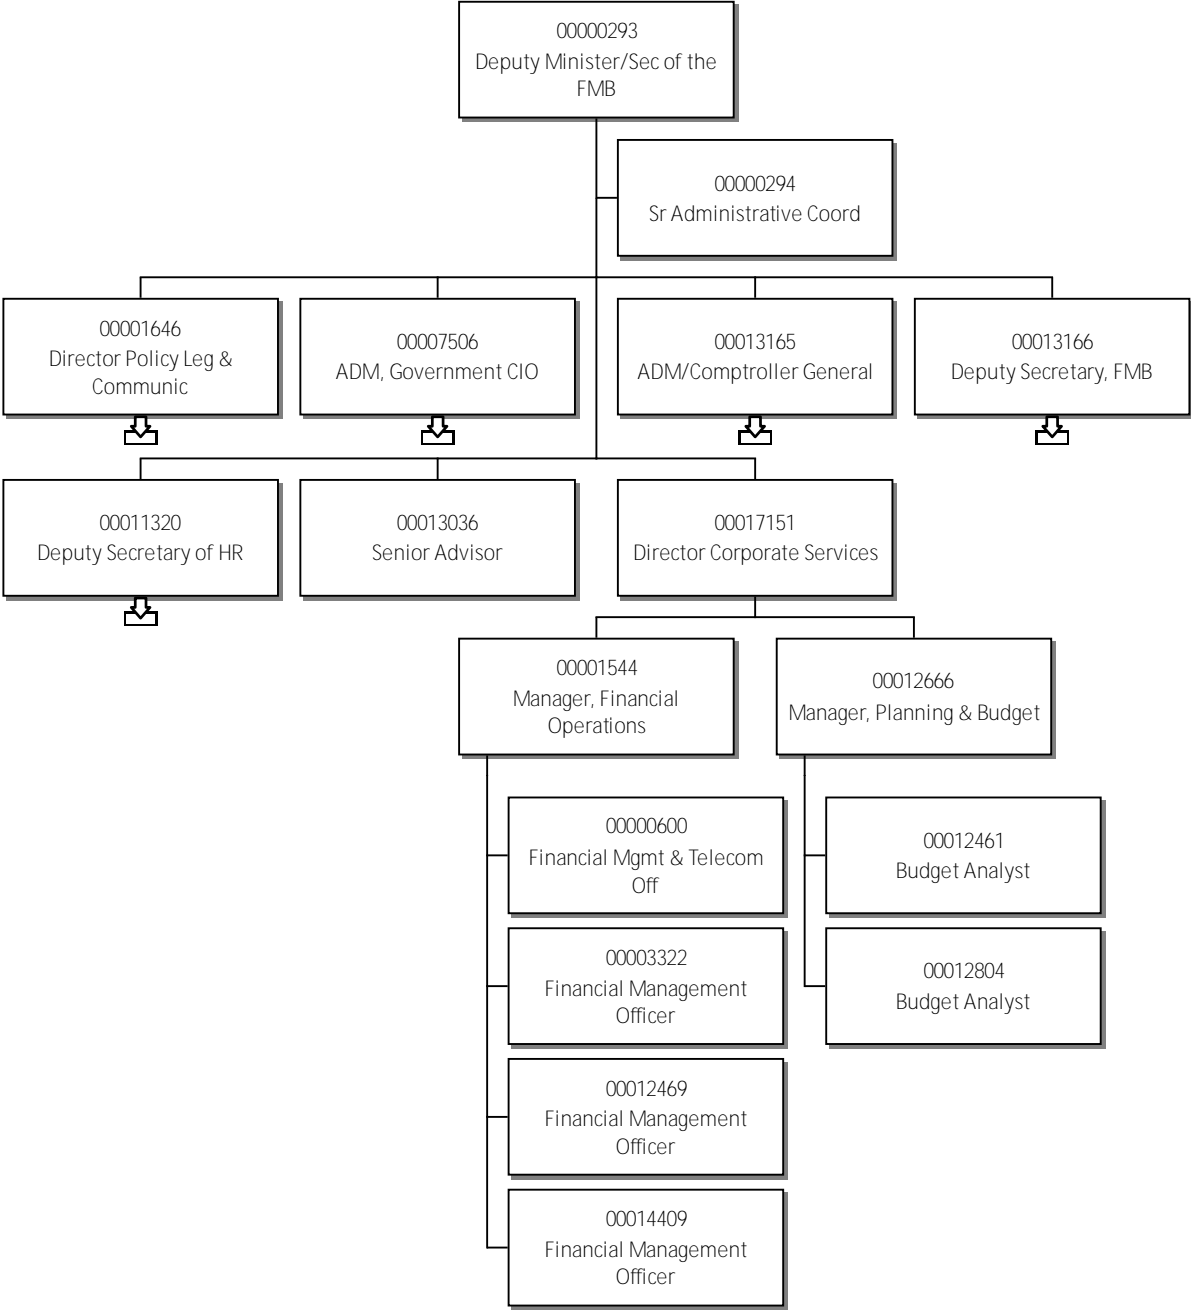 00000293
Deputy Minister/Sec of the
FMB
00000294
Sr Administrative Coord
00001646
Director Policy Leg &
Communic
00007506
ADM, Government CIO
00013165
ADM/Comptroller General
00013166
Deputy Secretary, FMB
00011320
Deputy Secretary of HR
00013036
Senior Advisor
00017151
Director Corporate Services
00001544
Manager, Financial
Operations
00012666
Manager, Planning & Budget
00000600
Financial Mgmt & Telecom
Off
00003322
Financial Management
Officer
00012469
Financial Management
Officer
00014409
Financial Management
Officer
00012461
Budget Analyst
00012804
Budget Analyst